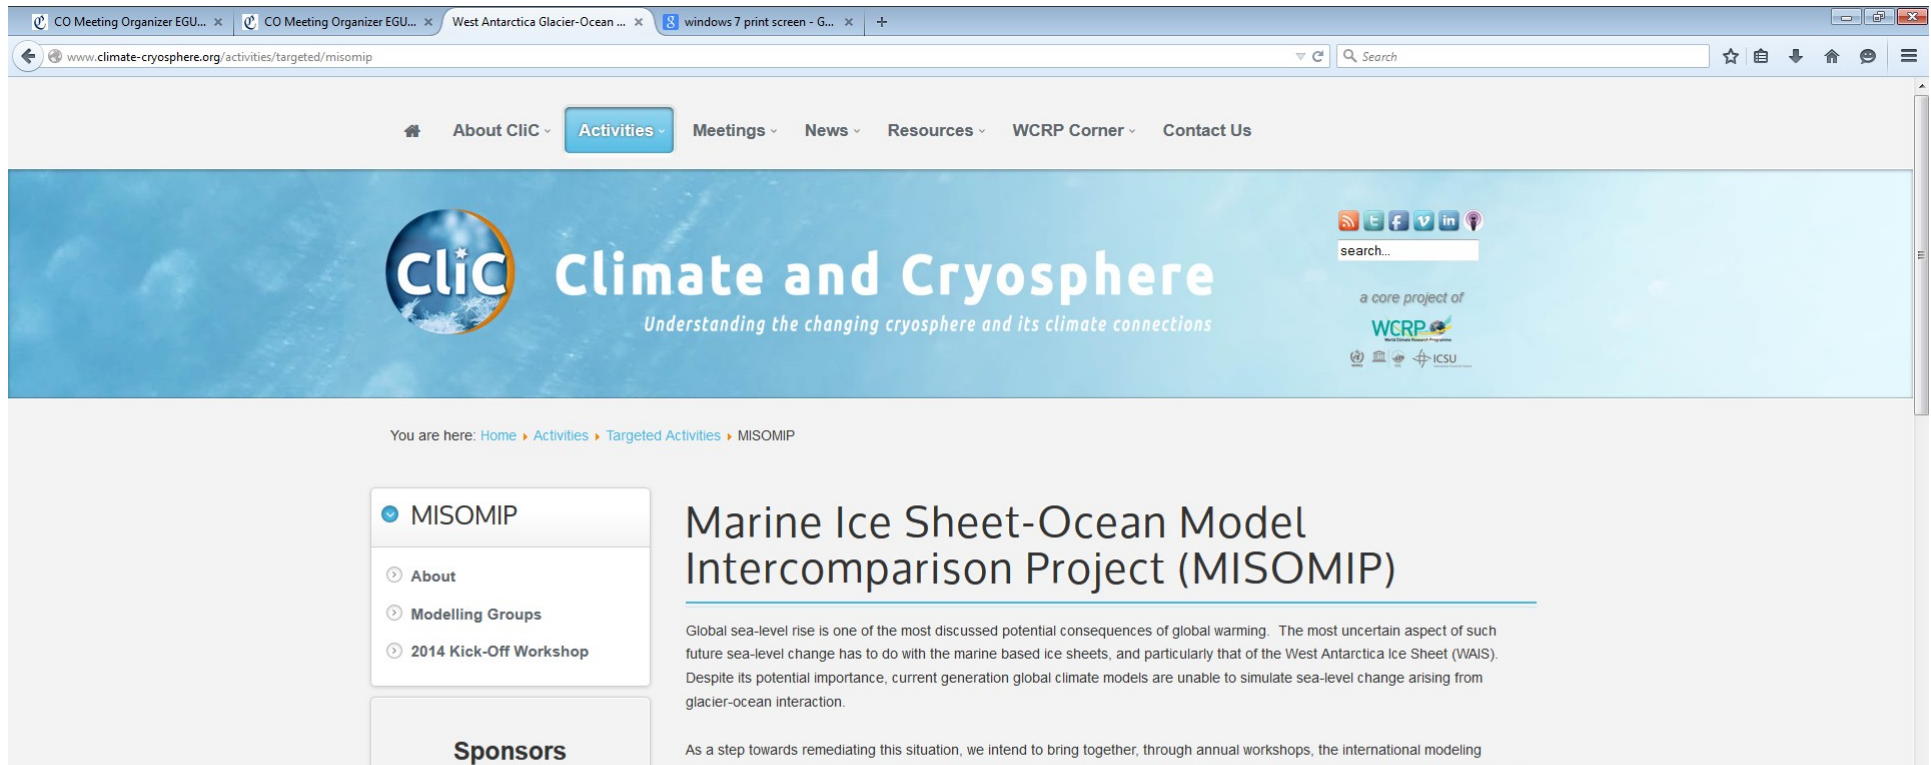 CO Meeting Organizer EGU... × CO Meeting Organizer EGU... × West Antarctica Glacier-Ocean ... × windows 7 print screen - G... × +
www.climate-cryosphere.org/activities/targeted/misomip Search
About CliC Activities Meetings News Resources WCRP Corner Contact Us
CliC Climate and Cryosphere
Understanding the changing cryosphere and its climate connections
search...
a core project of
WCRP
World Climate Research Programme
ICSU
You are here: Home Activities Targeted Activities MISOMIP
MISOMIP
About
Modelling Groups
2014 Kick-Off Workshop
Sponsors
Marine Ice Sheet-Ocean Model
Intercomparison Project (MISOMIP)
Global sea-level rise is one of the most discussed potential consequences of global warming. The most uncertain aspect of such
future sea-level change has to do with the marine based ice sheets, and particularly that of the West Antarctica Ice Sheet (WAIS).
Despite its potential importance, current generation global climate models are unable to simulate sea-level change arising from
glacier-ocean interaction.
As a step towards remediating this situation, we intend to bring together, through annual workshops, the international modeling